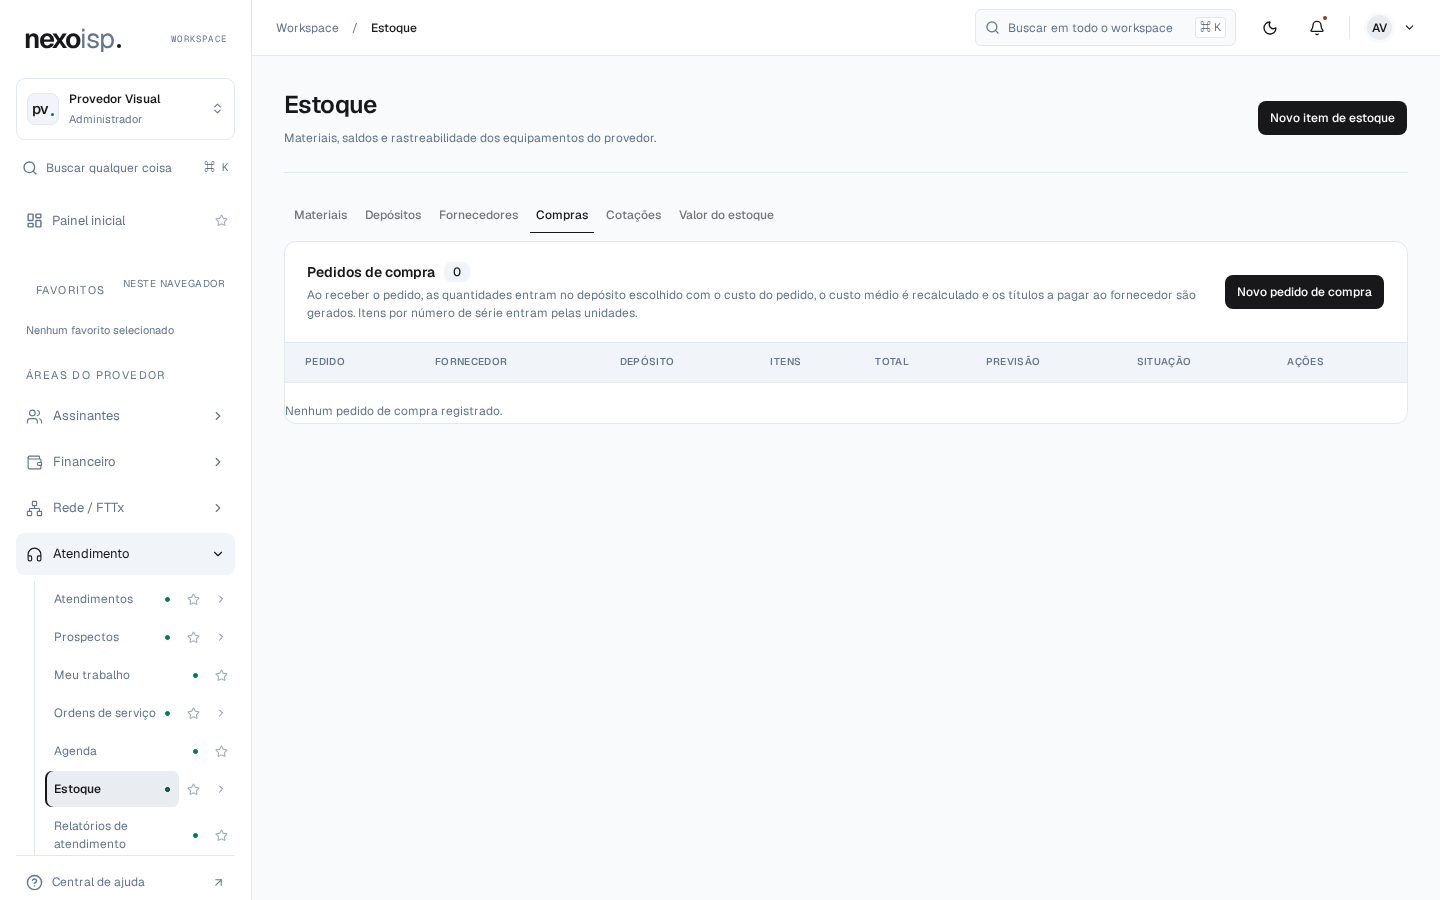 nexoisp.
WORKSPACE
pv.
Provedor Visual
Administrador
Buscar qualquer coisa
⌘ K
Painel inicial
FAVORITOS
NESTE NAVEGADOR
Nenhum favorito selecionado
ÁREAS DO PROVEDOR
Assinantes
Financeiro
Rede / FTTx
Atendimento
Atendimentos
Prospectos
Meu trabalho
Ordens de serviço
Agenda
Estoque
Relatórios de
atendimento
Central de ajuda
Workspace / Estoque
Buscar em todo o workspace
⌘ K
AV
Estoque
Materiais, saldos e rastreabilidade dos equipamentos do provedor.
Novo item de estoque
Materiais Depósitos Fornecedores Compras Cotações Valor do estoque
Pedidos de compra 0
Ao receber o pedido, as quantidades entram no depósito escolhido com o custo do pedido, o custo médio é recalculado e os títulos a pagar ao fornecedor são
gerados. Itens por número de série entram pelas unidades.
Novo pedido de compra
PEDIDO FORNECEDOR DEPÓSITO ITENS TOTAL PREVISÃO SITUAÇÃO AÇÕES
Nenhum pedido de compra registrado.